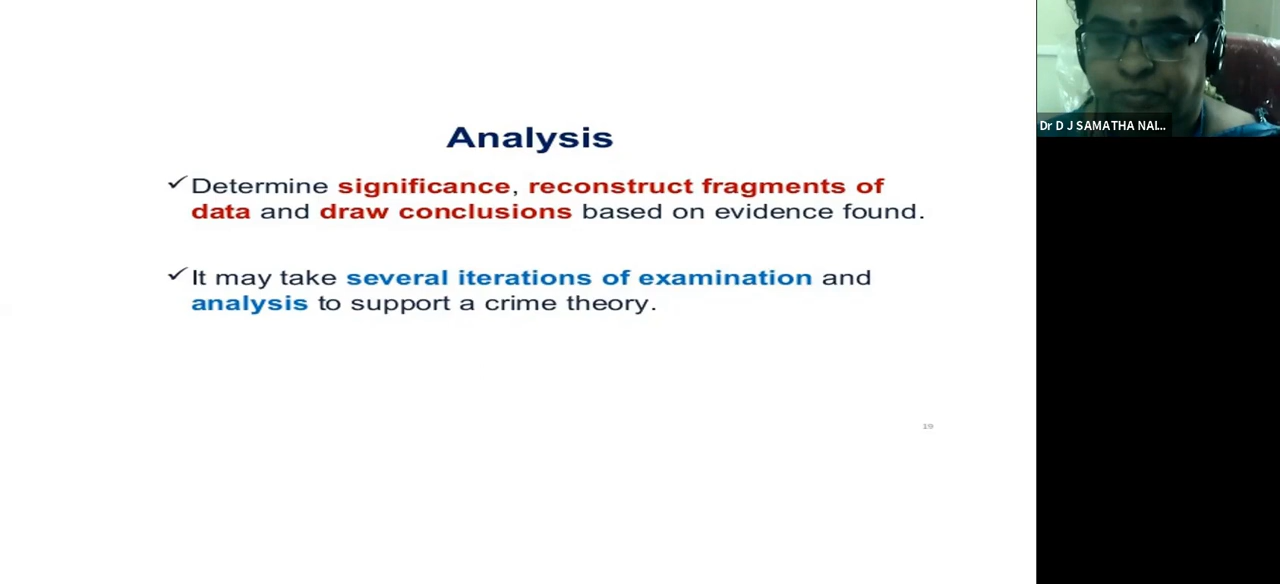 Analysis
✓Determine significance, reconstruct fragments of
data and draw conclusions based on evidence found.
✓It may take several iterations of examination and
analysis to support a crime theory.
19
Dr D J SAMATHA NAI...